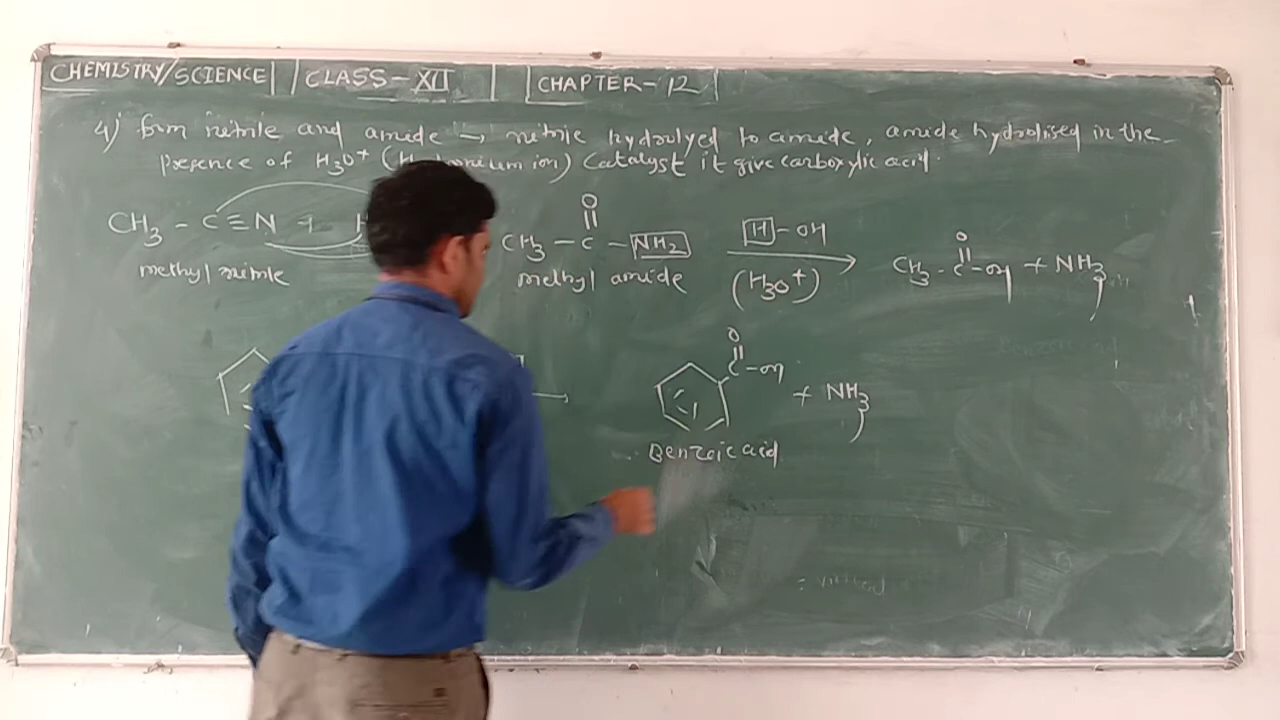 CHEMISTRY/SCIENCE CLASS-XII CHAPTER-12
4) from nitrile and amide → nitrile hydrolyed to amide, amide hydrolised in the
presence of H3O+ ( ion) catalyst it give carboxylic acid.
CH3 - C≡N + H CH3 - C - NH2 H - OH CH3 - C - OH + NH3
O O
methyl nitrile methyl amide (H3O+)
O
C - OH + NH3
Benzoic acid